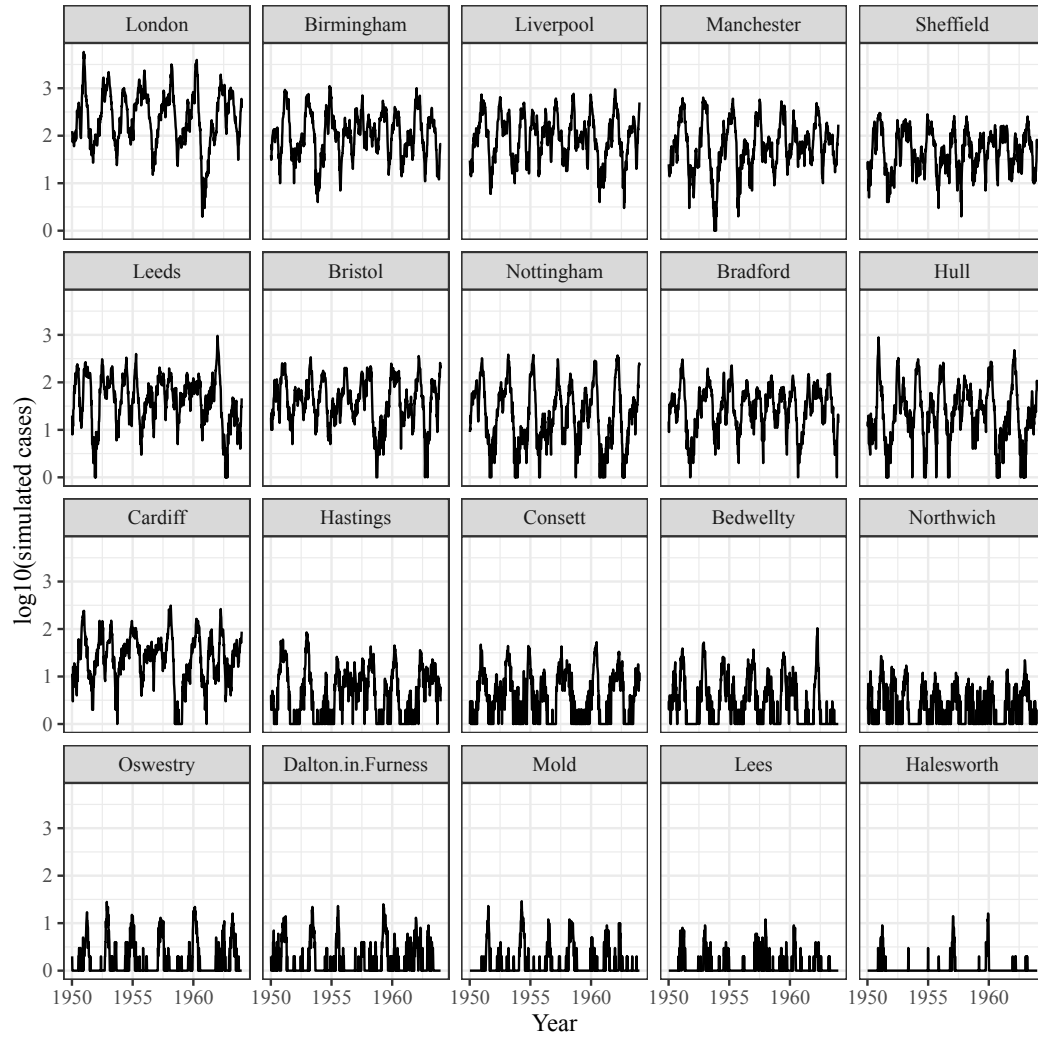 London Birmingham Liverpool Manchester Sheffield
3
2
1
0
Leeds Bristol Nottingham Bradford Hull
3
2
1
0
Cardiff Hastings Consett Bedwellty Northwich
3
2
1
0
Oswestry Dalton.in.Furness Mold Lees Halesworth
3
2
1
0
1950 1955 1960 1950 1955 1960 1950 1955 1960 1950 1955 1960 1950 1955 1960
Year
log10(simulated cases)